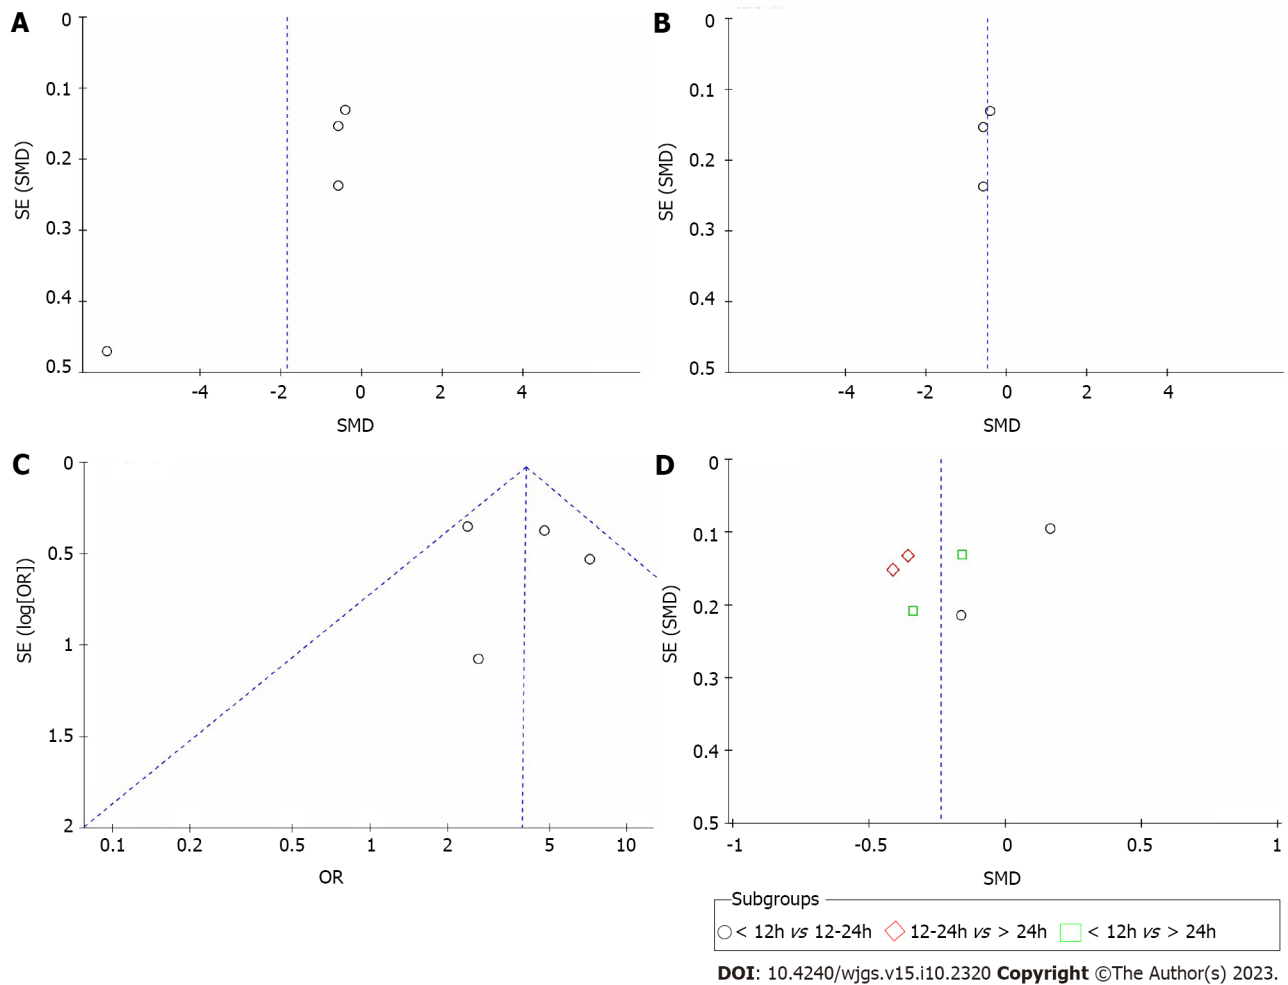 A
0
0.1
0.2
0.3
0.4
0.5
SE (SMD)
-4 -2 0 2 4
SMD
B
0
0.1
0.2
0.3
0.4
0.5
SE (SMD)
-4 -2 0 2 4
SMD
C
0
0.5
1
1.5
2
SE (log[OR])
0.1 0.2 0.5 1 2 5 10
OR
D
0
0.1
0.2
0.3
0.4
0.5
SE (SMD)
-1 -0.5 0 0.5 1
SMD
Subgroups
< 12h vs 12-24h 12-24h vs > 24h < 12h vs > 24h
DOI: 10.4240/wjgs.v15.i10.2320 Copyright ©The Author(s) 2023.